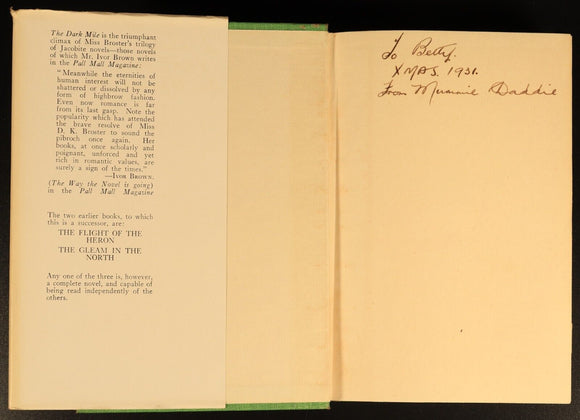 The Dark Mile is the triumphant
climax of Miss Broster's trilogy
of Jacobite novels—those novels
of which Mr. Ivor Brown writes
in the Pall Mall Magazine:
"Meanwhile the eternities of
human interest will not be
shattered or dissolved by any
form of highbrow fashion.
Even now romance is far
from its last gasp. Note
the popularity which has attended
the brave resolve of Miss
D. K. Broster to sound the
pibroch once again. Her
books, at once scholarly and
poignant, unforced and yet
rich in romantic values, are
surely a sign of the times."
—Ivor Brown.
(The Way the Novel is going)
in the Pall Mall Magazine
The two earlier books, to which
this is a successor, are:
THE FLIGHT OF THE
HERON
THE GLEAM IN THE
NORTH
Any one of the three is, however,
a complete novel, and capable of
being read independently of the
others.
To Betty.
XMAS. 1931.
From Mummie Daddie